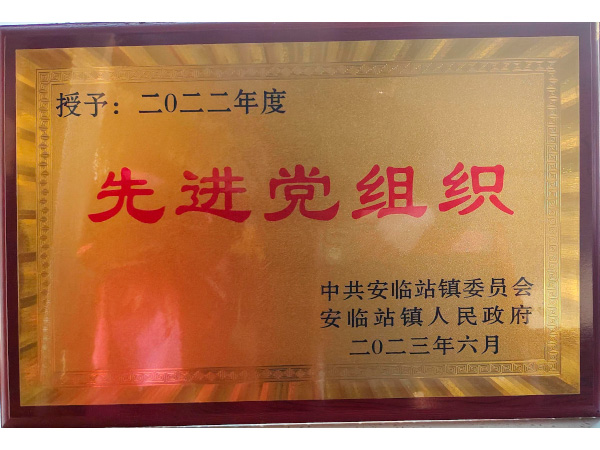 授予：二〇二二年度
先进党组织
中共安临站镇委员会
安临站镇人民政府
二〇二三年六月